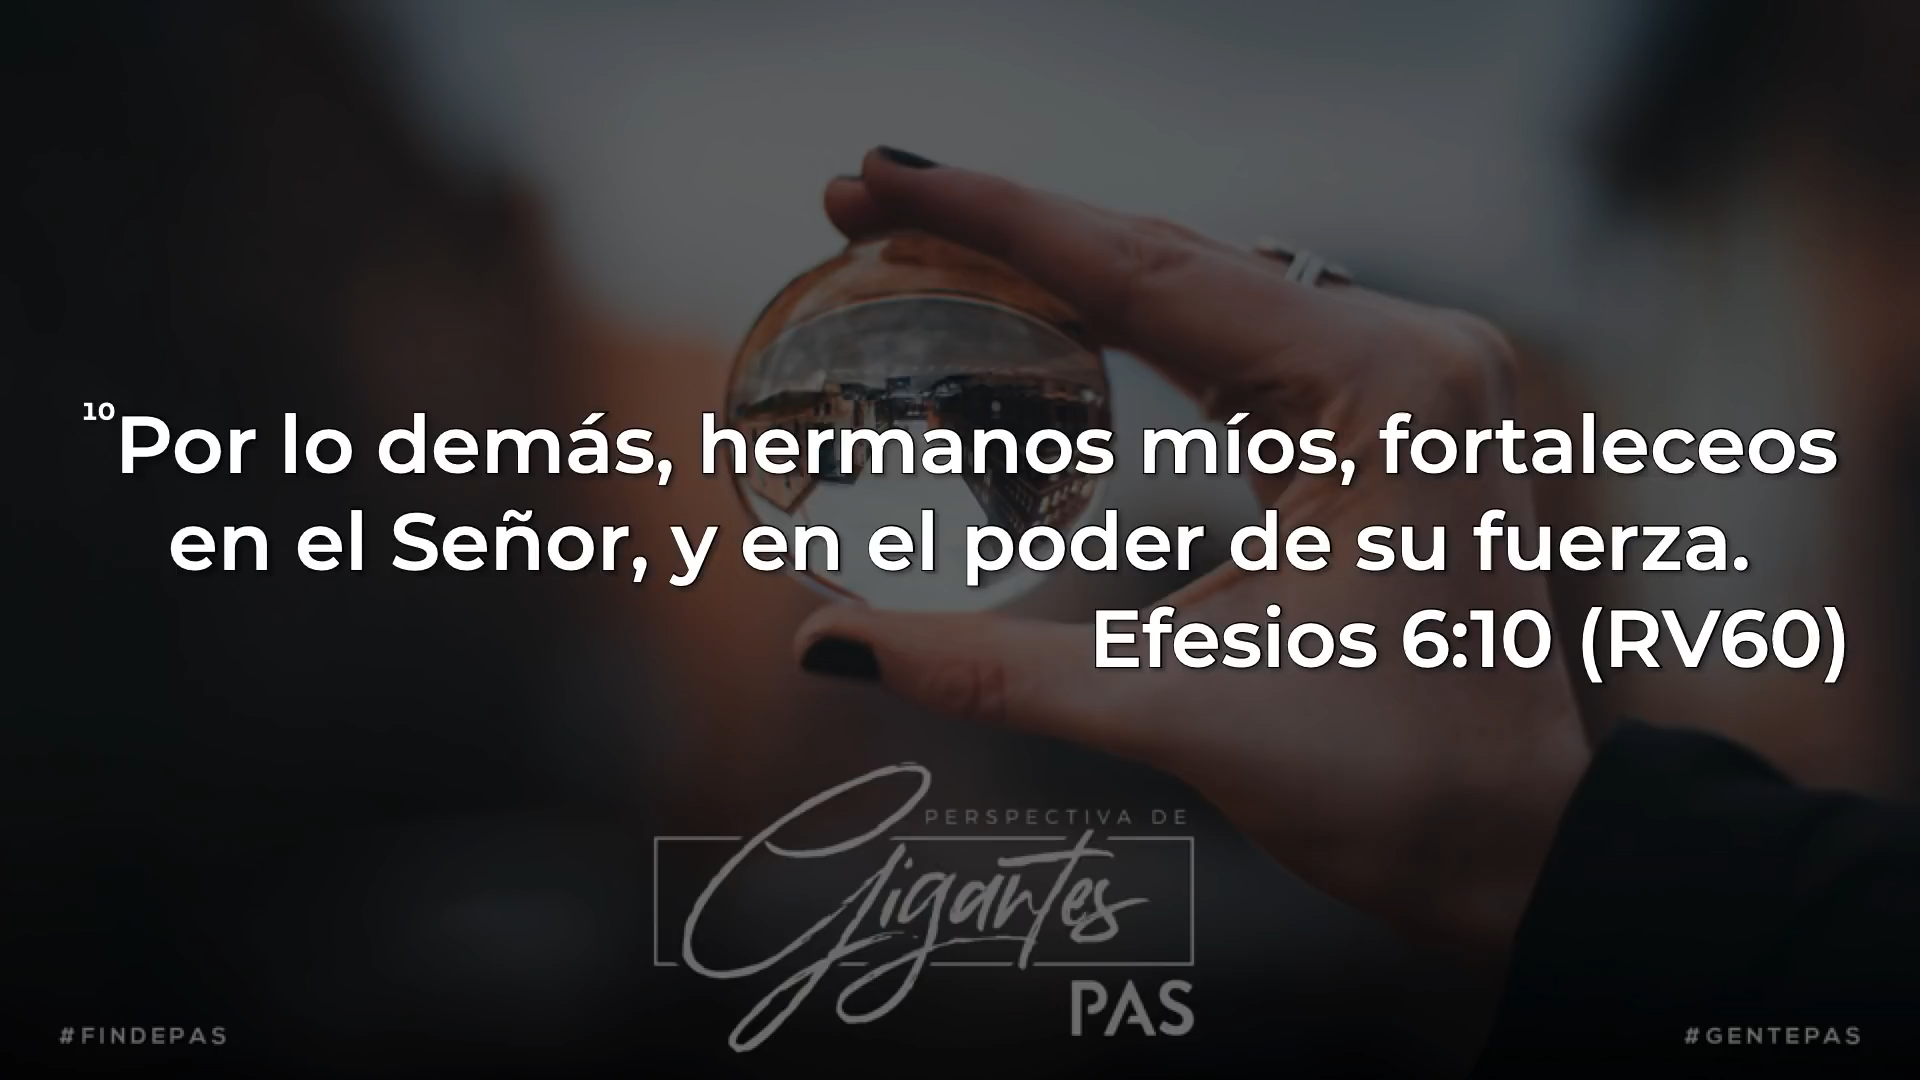 ¹⁰Por lo demás, hermanos míos, fortaleceos
en el Señor, y en el poder de su fuerza.
Efesios 6:10 (RV60)
PERSPECTIVA DE
Gigantes
PAS
#FINDEPAS
#GENTEPAS